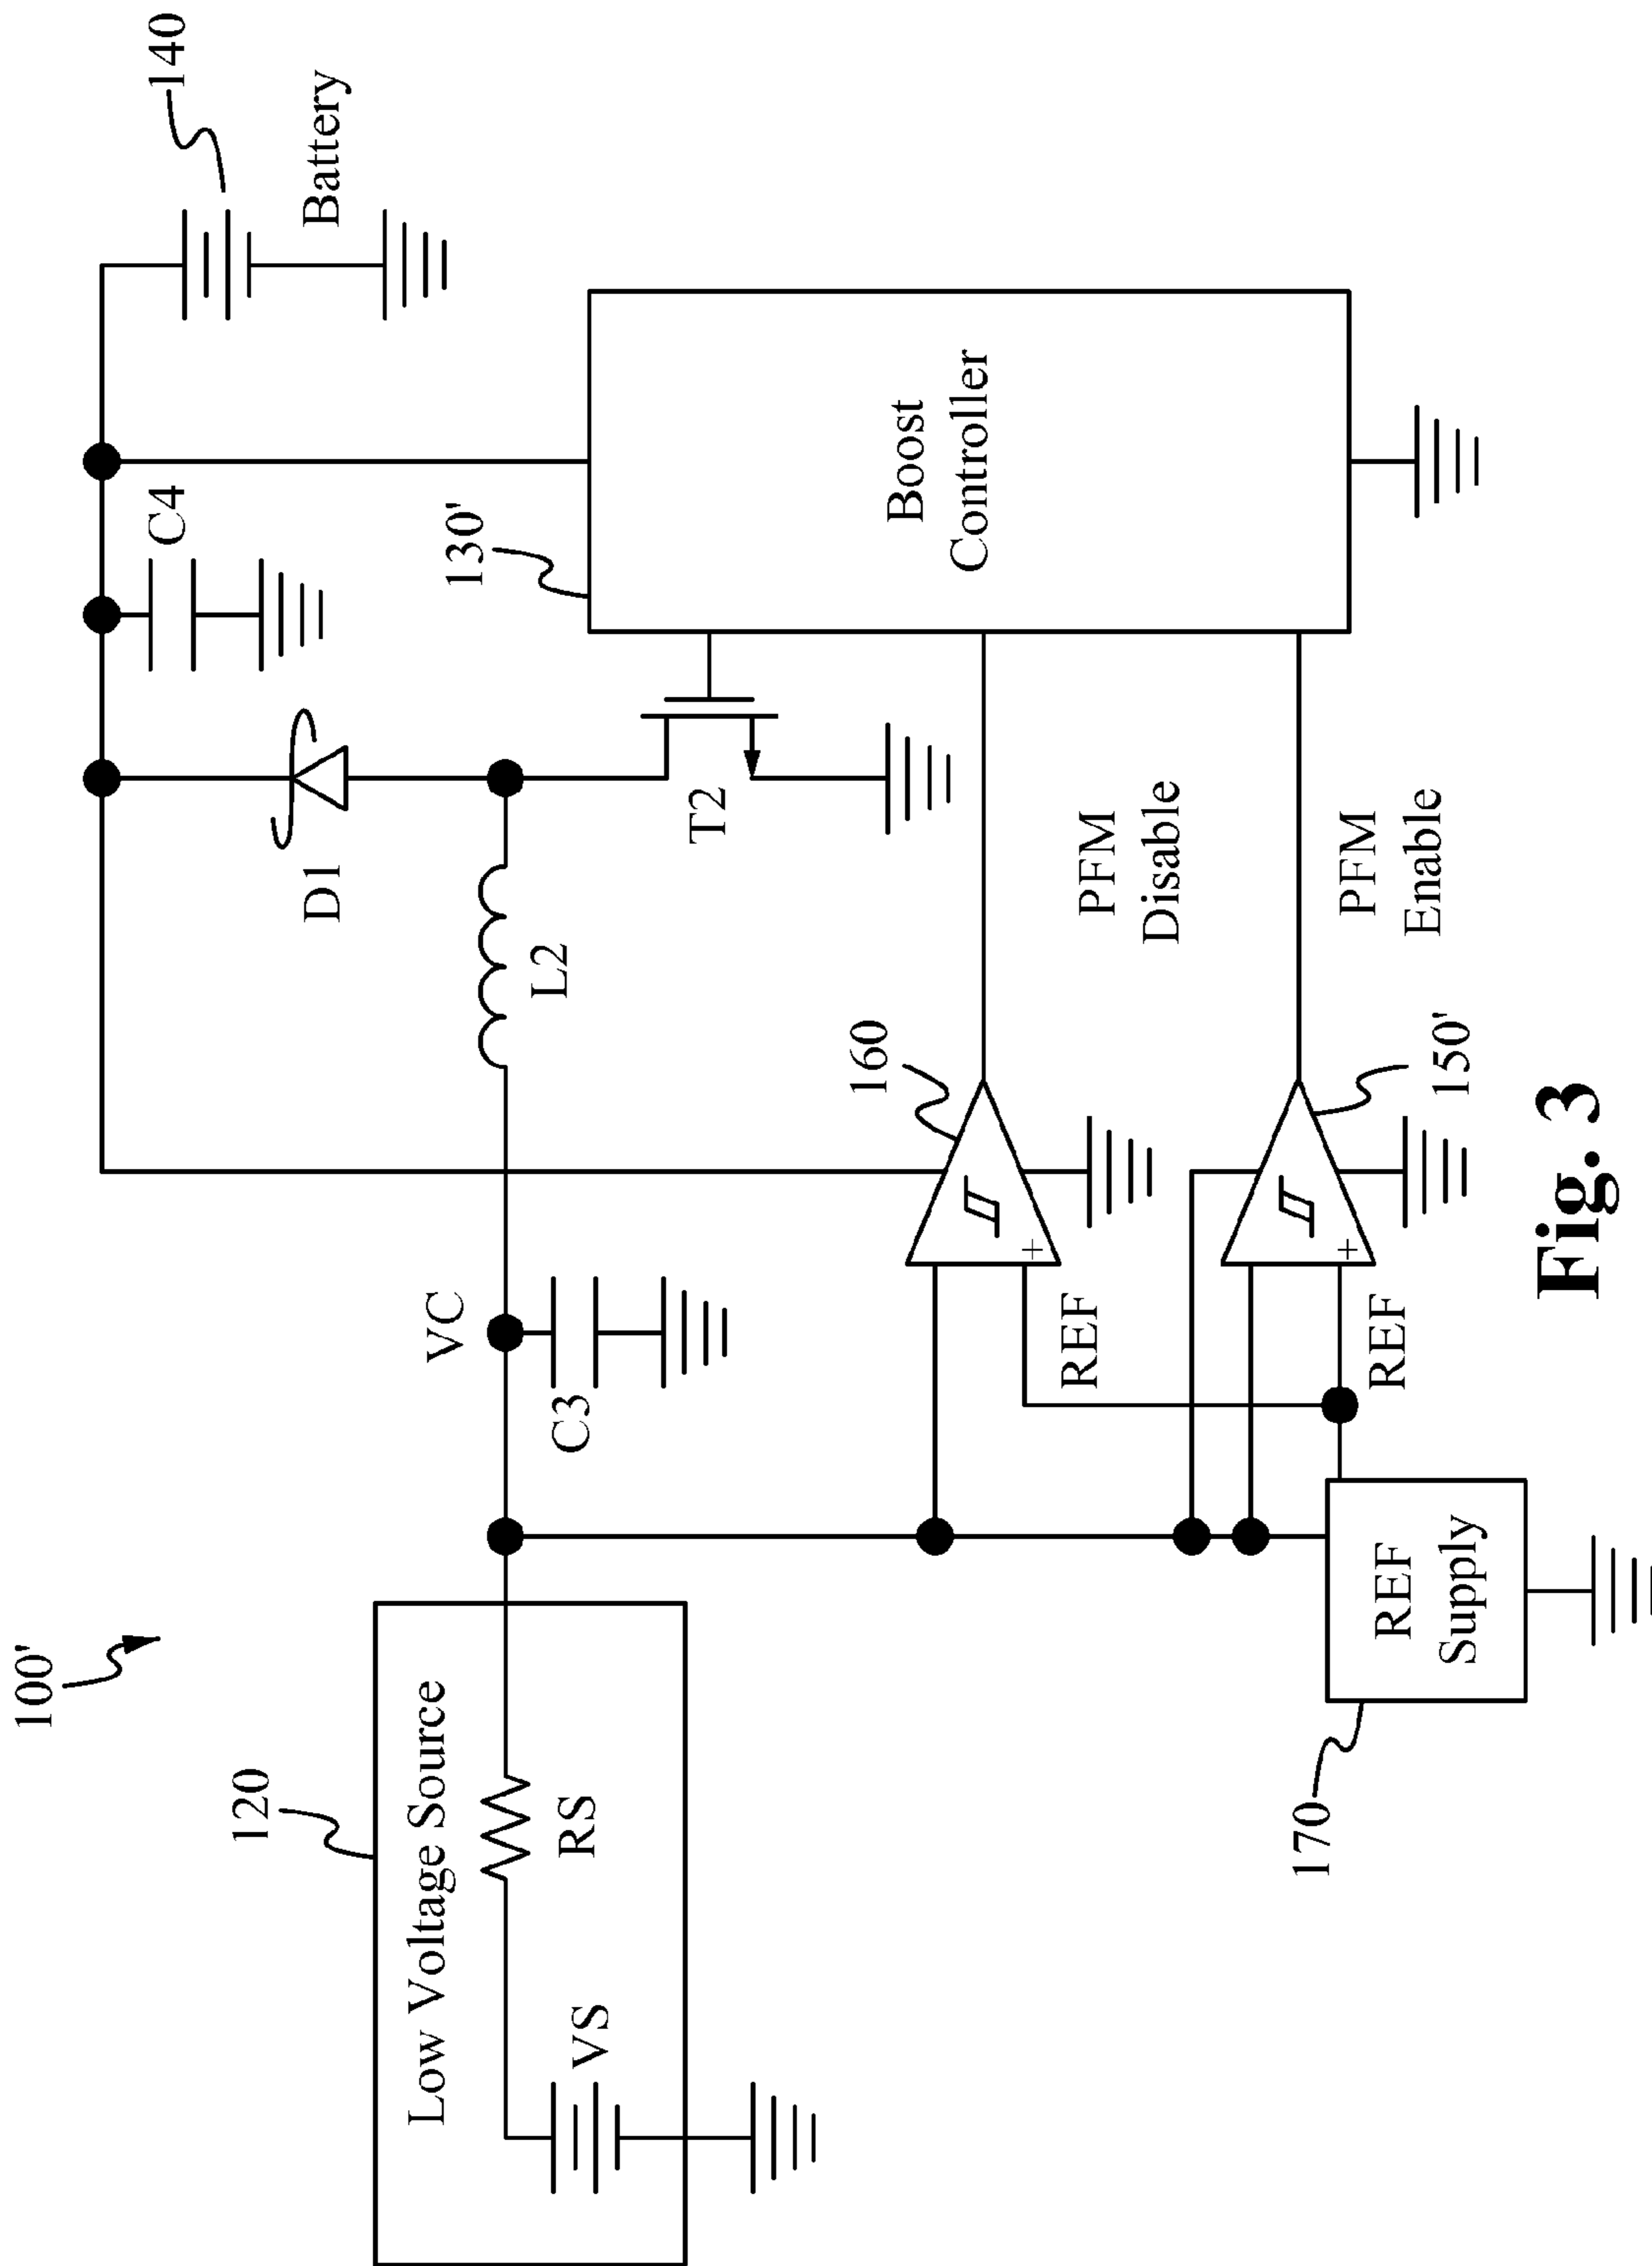 100'
120
Low Voltage Source
VS
RS
VC
C3
L2
D1
C4
140
Battery
T2
130'
Boost
Controller
160
+
REF
PFM
Disable
150'
+
REF
PFM
Enable
170
REF
Supply
Fig. 3